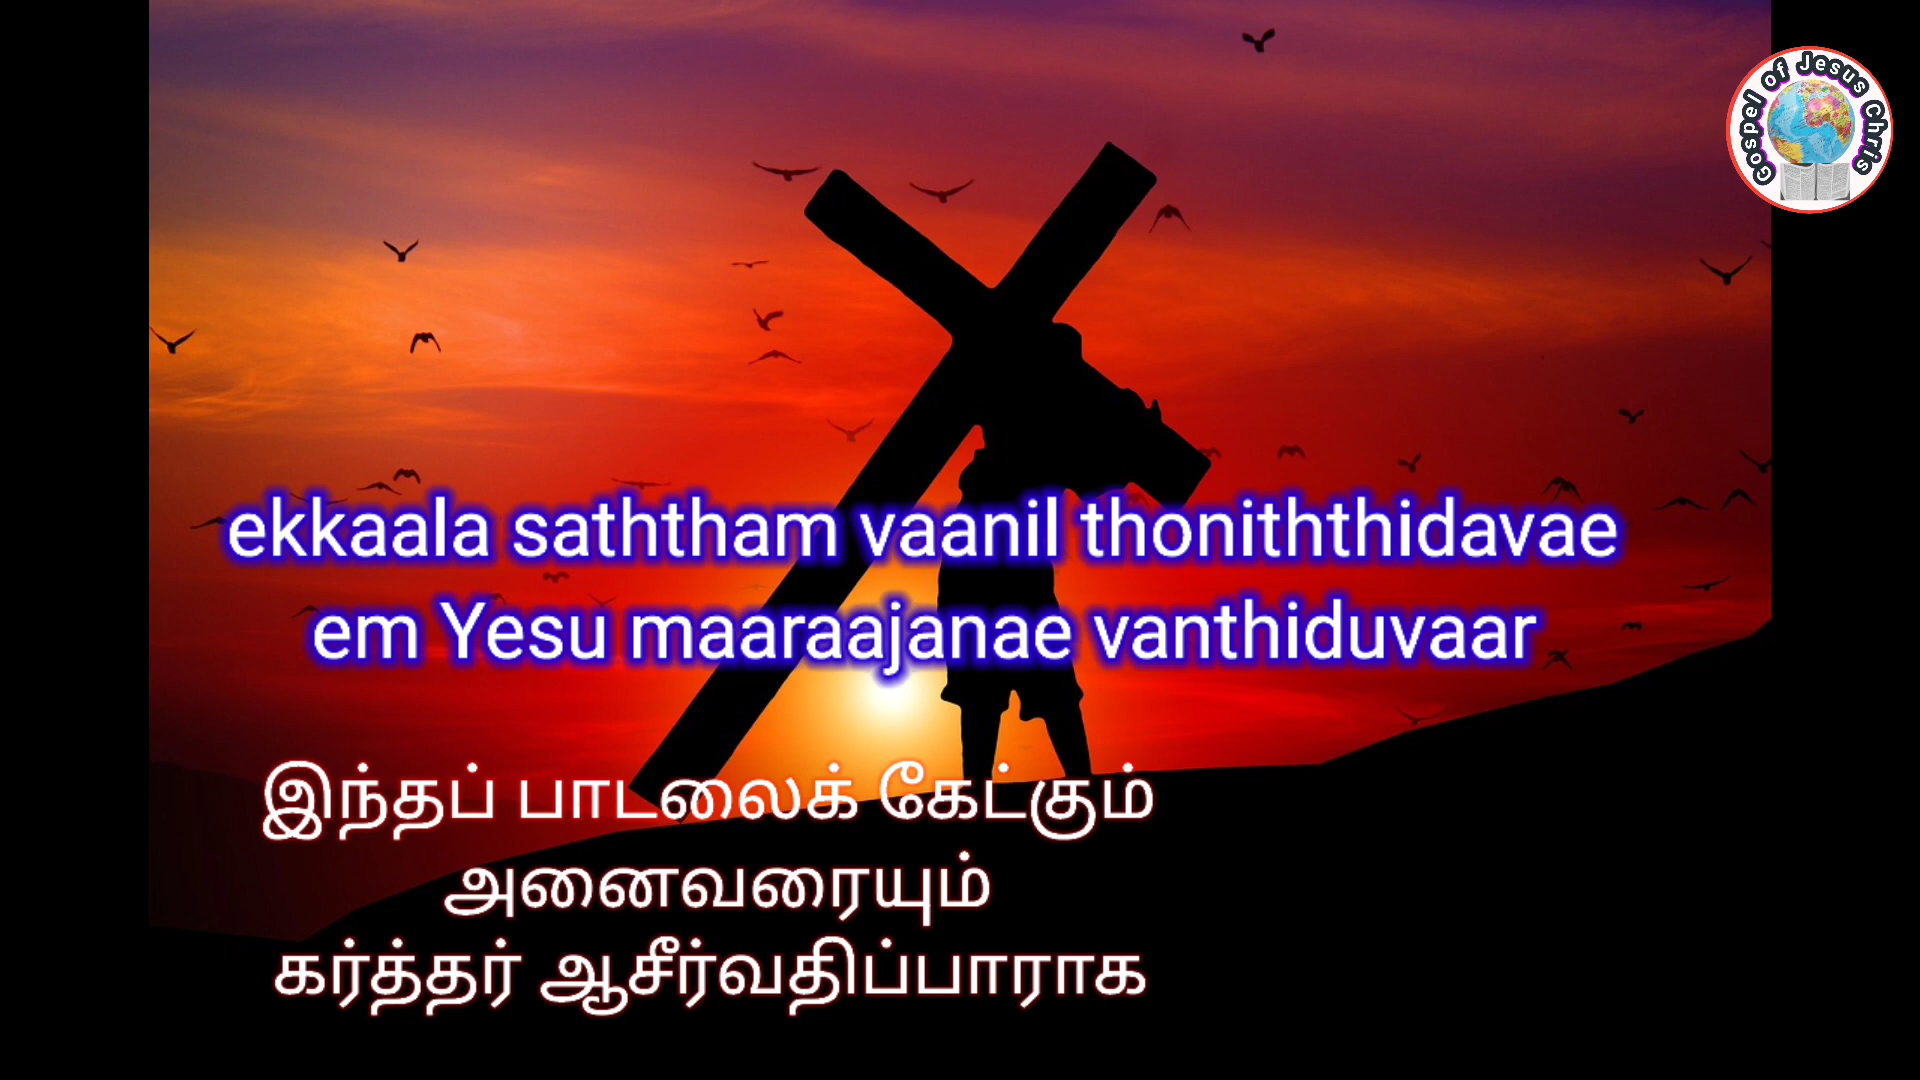 Gospel of Jesus Chris
ekkaala saththam vaanil thoniththidavae
em Yesu maaraajanae vanthiduvaar
இந்தப் பாடலைக் கேட்கும்
அனைவரையும்
கர்த்தர் ஆசீர்வதிப்பாராக